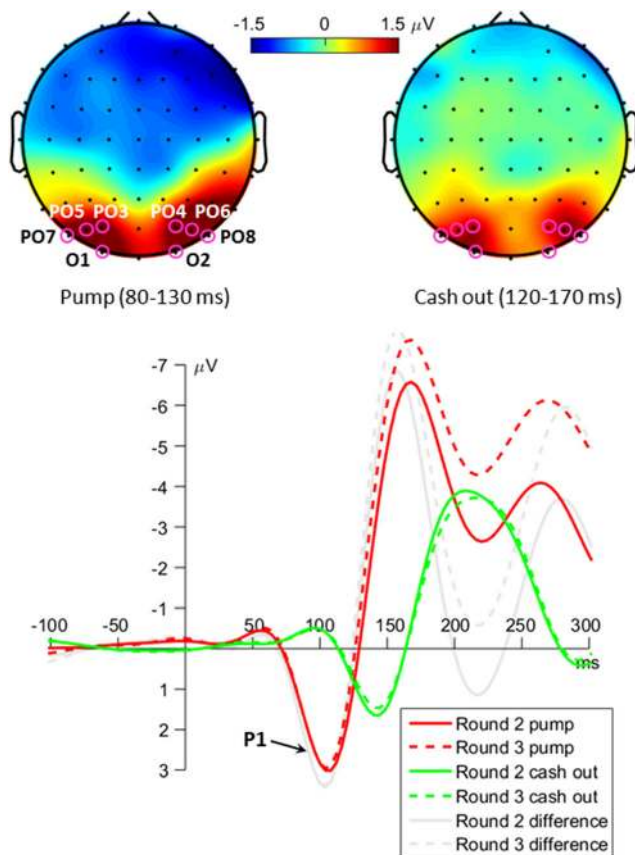 -1.5 0 1.5 μV
PO5 PO3 PO4 PO6
PO7 PO8
O1 O2
Pump (80-130 ms) Cash out (120-170 ms)
-7 μV
-6
-5
-4
-3
-2
-1
-100 -50 50 100 150 200 250 300
ms
1
2
3
P1
Round 2 pump
Round 3 pump
Round 2 cash out
Round 3 cash out
Round 2 difference
Round 3 difference